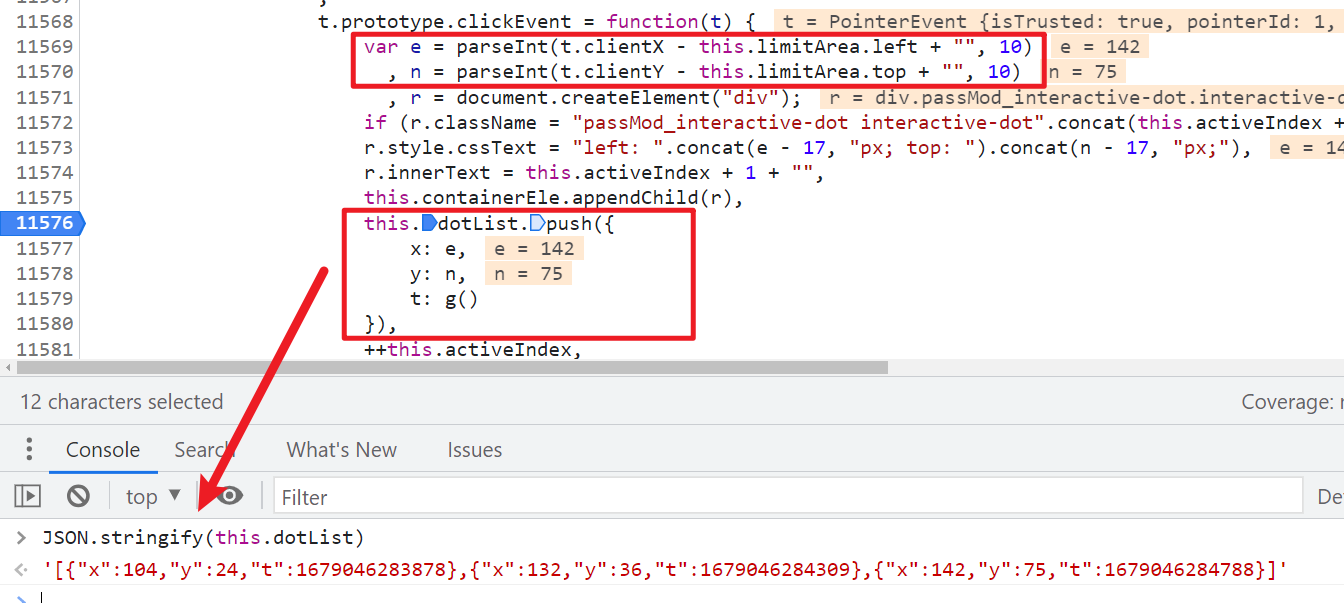 11568 t.prototype.clickEvent = function(t) { t = PointerEvent {isTrusted: true, pointerId: 1,
11569 var e = parseInt(t.clientX - this.limitArea.left + "", 10) e = 142
11570 , n = parseInt(t.clientY - this.limitArea.top + "", 10) n = 75
11571 , r = document.createElement("div"); r = div.passMod_interactive-dot.interactive-d
11572 if (r.className = "passMod_interactive-dot interactive-dot".concat(this.activeIndex +
11573 r.style.cssText = "left: ".concat(e - 17, "px; top: ").concat(n - 17, "px;"), e = 14
11574 r.innerText = this.activeIndex + 1 + "",
11575 this.containerEle.appendChild(r),
11576 this.dotList.push({
11577 x: e, e = 142
11578 y: n, n = 75
11579 t: g()
11580 }),
11581 ++this.activeIndex,
12 characters selected Coverage:
Console Search What's New Issues
top Filter De
> JSON.stringify(this.dotList)
'[{"x":104,"y":24,"t":1679046283878},{"x":132,"y":36,"t":1679046284309},{"x":142,"y":75,"t":1679046284788}]'